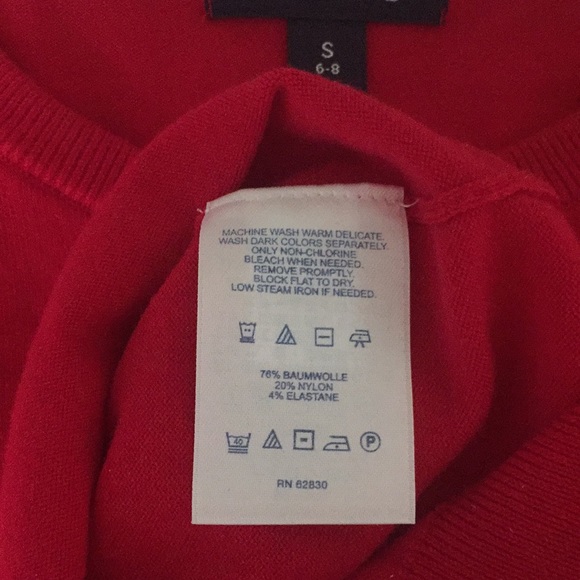 S
6-8
MACHINE WASH WARM DELICATE.
WASH DARK COLORS SEPARATELY.
ONLY NON-CHLORINE
BLEACH WHEN NEEDED.
REMOVE PROMPTLY.
BLOCK FLAT TO DRY.
LOW STEAM IRON IF NEEDED.
76% BAUMWOLLE
20% NYLON
4% ELASTANE
40 P
RN 62830